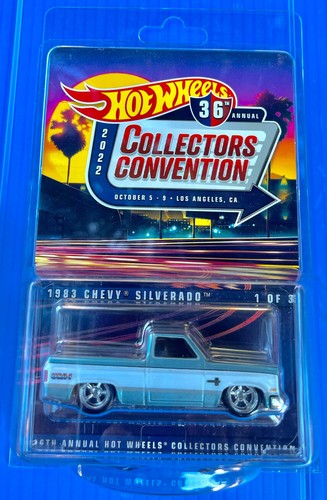 HOT WHEELS
36TH ANNUAL
2022
COLLECTORS
CONVENTION
OCTOBER 5 - 9 • LOS ANGELES, CA.
1983 CHEVY® SILVERADO™ 1 OF 3
36TH ANNUAL HOT WHEELS® COLLECTORS CONVENTION